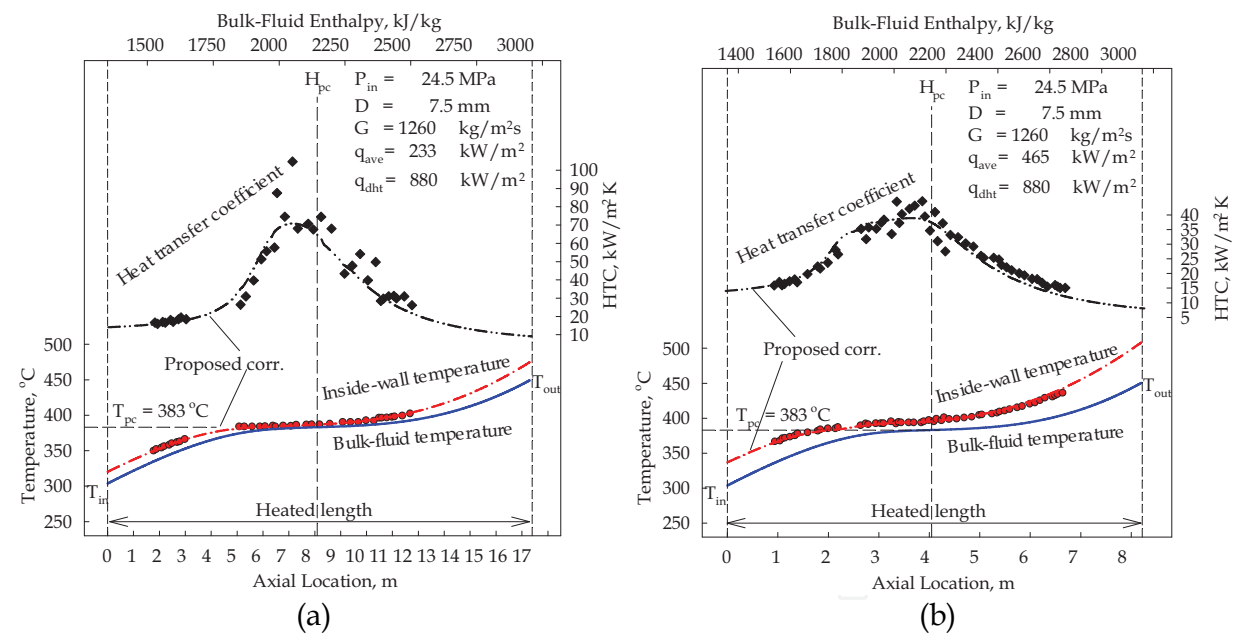 Bulk-Fluid Enthalpy, kJ/kg
1500 1750 1900 2100 2200 2400 2600 3000
H_pc
P_in = 24.5 MPa
D = 7.5 mm
G = 1260 kg/m²s
q_ave = 233 kW/m²
q_dht = 880 kW/m²
Heat transfer coefficient
100
90
80
70
60
50
40
30
20
10
HTC, kW/m² K
Proposed corr.
500
450
400
350
300
250
Temperature, °C
T_pc = 383 °C
Inside-wall temperature
Bulk-fluid temperature
T_in
T_out
Heated length
0 1 2 3 4 5 6 7 8 9 10 11 12 13 14 15 16 17
Axial Location, m
(a)
Bulk-Fluid Enthalpy, kJ/kg
1400 1600 1800 2000 2200 2400 2600 2800 3000
H_pc
P_in = 24.5 MPa
D = 7.5 mm
G = 1260 kg/m²s
q_ave = 465 kW/m²
q_dht = 880 kW/m²
Heat transfer coefficient
40
35
30
25
20
15
10
5
HTC, kW/m² K
Proposed corr.
500
450
400
350
300
250
Temperature, °C
T_pc = 383 °C
Inside-wall temperature
Bulk-fluid temperature
T_in
T_out
Heated length
0 1 2 3 4 5 6 7 8
Axial Location, m
(b)